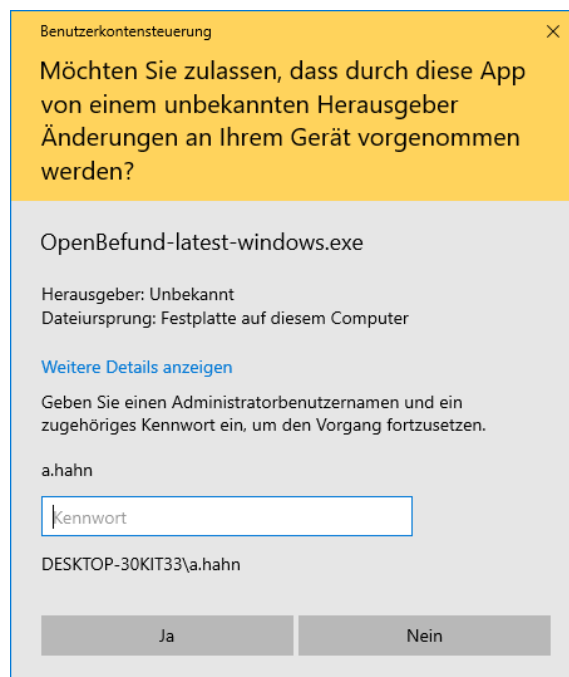 Benutzerkontensteuerung
Möchten Sie zulassen, dass durch diese App
von einem unbekannten Herausgeber
Änderungen an Ihrem Gerät vorgenommen
werden?
OpenBefund-latest-windows.exe
Herausgeber: Unbekannt
Dateiursprung: Festplatte auf diesem Computer
Weitere Details anzeigen
Geben Sie einen Administratorbenutzernamen und ein
zugehöriges Kennwort ein, um den Vorgang fortzusetzen.
a.hahn
Kennwort
DESKTOP-30KIT33\a.hahn
Ja
Nein